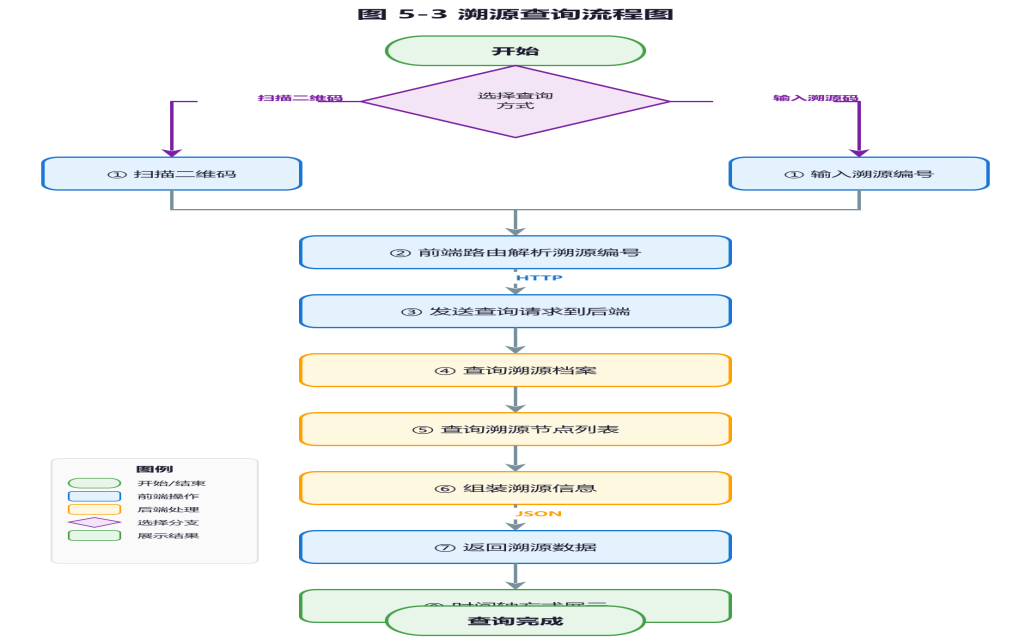 图 5-3 溯源查询流程图
开始
选择查询
方式
扫描二维码
输入溯源码
① 扫描二维码
① 输入溯源编号
② 前端路由解析溯源编号
HTTP
③ 发送查询请求到后端
④ 查询溯源档案
⑤ 查询溯源节点列表
⑥ 组装溯源信息
JSON
⑦ 返回溯源数据
查询完成
图例
开始/结束
前端操作
后端处理
选择分支
展示结果